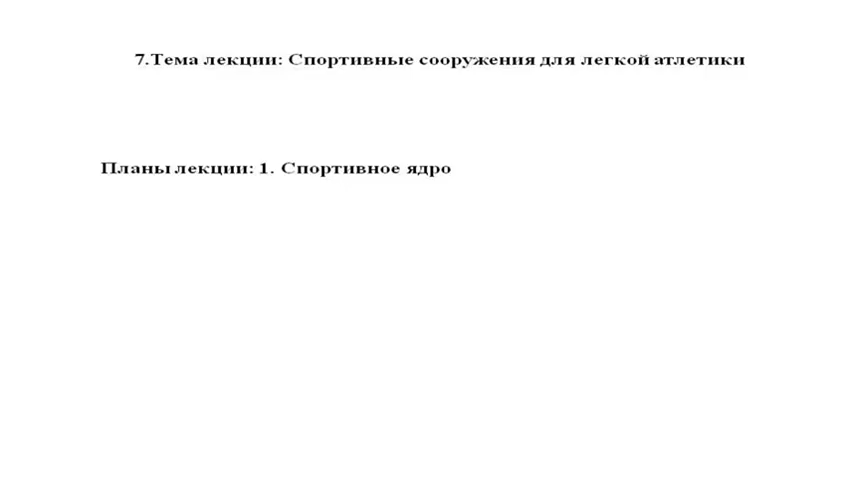 7.Тема лекции: Спортивные сооружения для легкой атлетики
Планы лекции: 1. Спортивное ядро